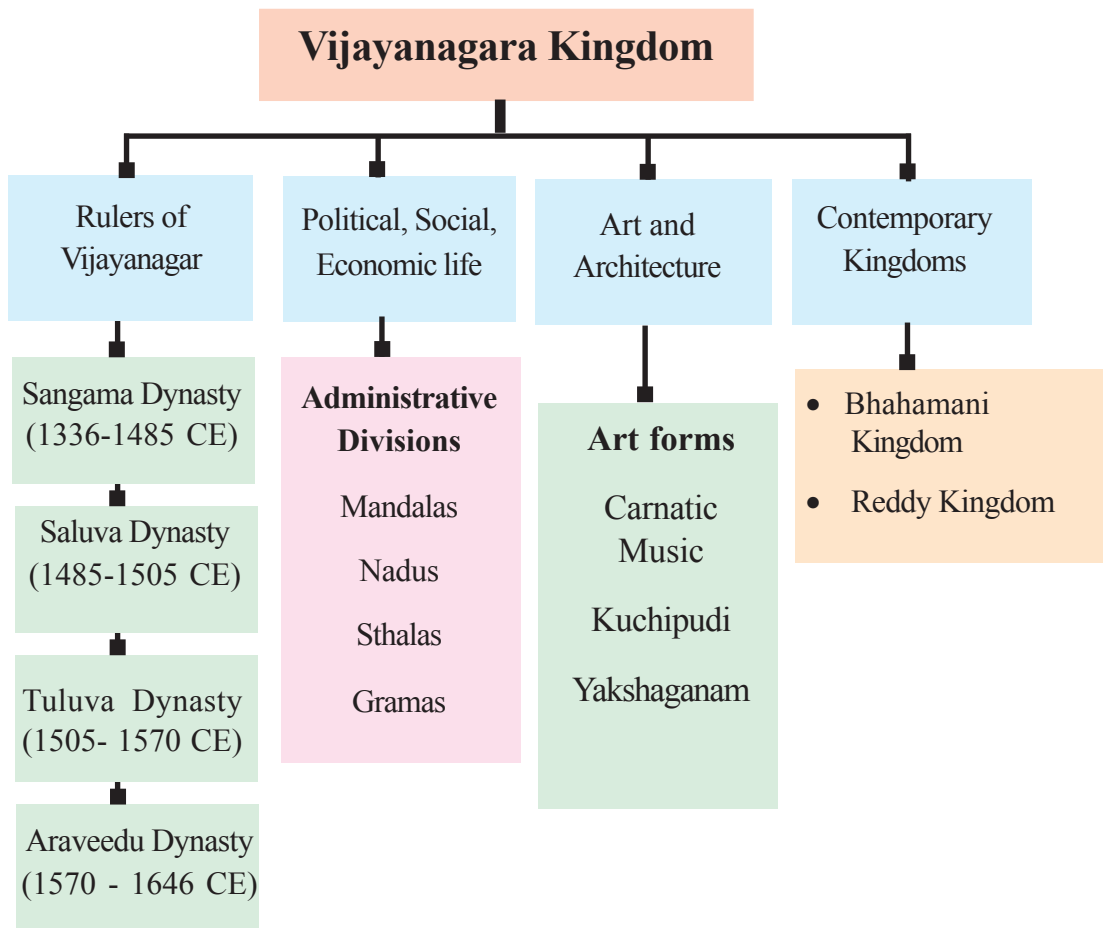 Vijayanagara Kingdom
Rulers of
Vijayanagar
Sangama Dynasty
(1336-1485 CE)
Saluva Dynasty
(1485-1505 CE)
Tuluva Dynasty
(1505- 1570 CE)
Araveedu Dynasty
(1570 - 1646 CE)
Political, Social,
Economic life
Administrative
Divisions
Mandalas
Nadus
Sthalas
Gramas
Art and
Architecture
Art forms
Carnatic
Music
Kuchipudi
Yakshaganam
Contemporary
Kingdoms
• Bhahamani
Kingdom
• Reddy Kingdom